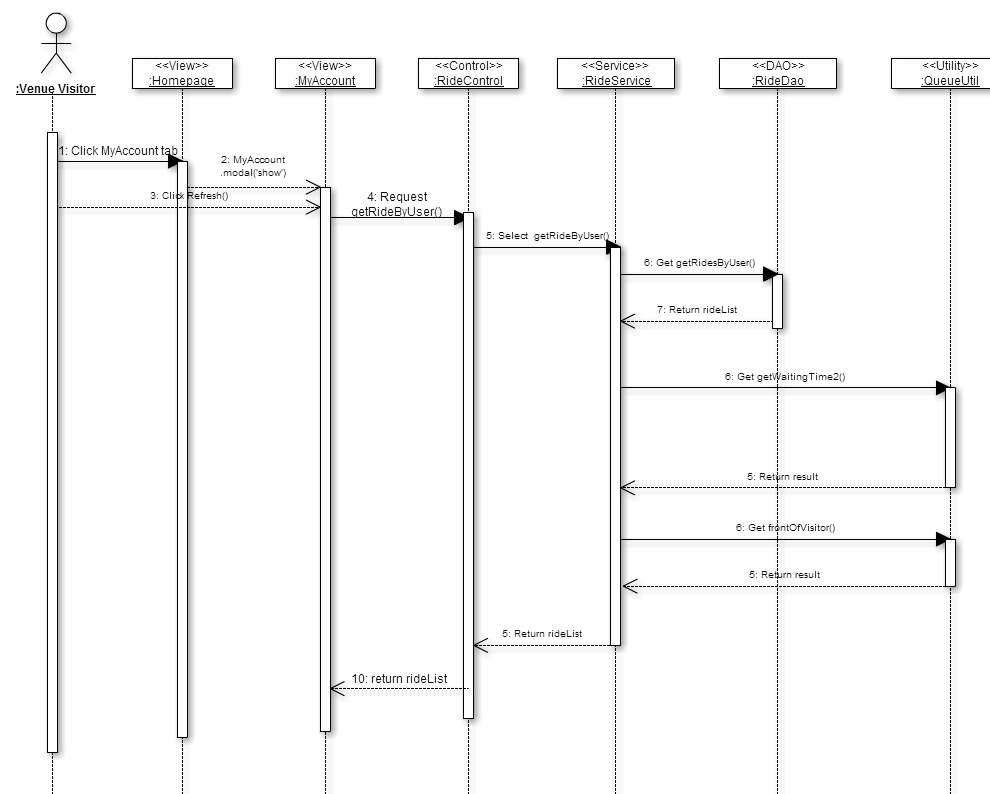 <<View>>
:Homepage
<<View>>
:MyAccount
<<Control>>
:RideControl
<<Service>>
:RideService
<<DAO>>
:RideDao
<<Utility>>
:QueueUtil
:Venue Visitor
1: Click MyAccount tab
2: MyAccount
.modal('show')
3: Click Refresh()
4: Request
getRideByUser()
5: Select getRideByUser()
6: Get getRidesByUser()
7: Return rideList
6: Get getWaitingTime2()
5: Return result
6: Get frontOfVisitor()
5: Return result
5: Return rideList
10: return rideList